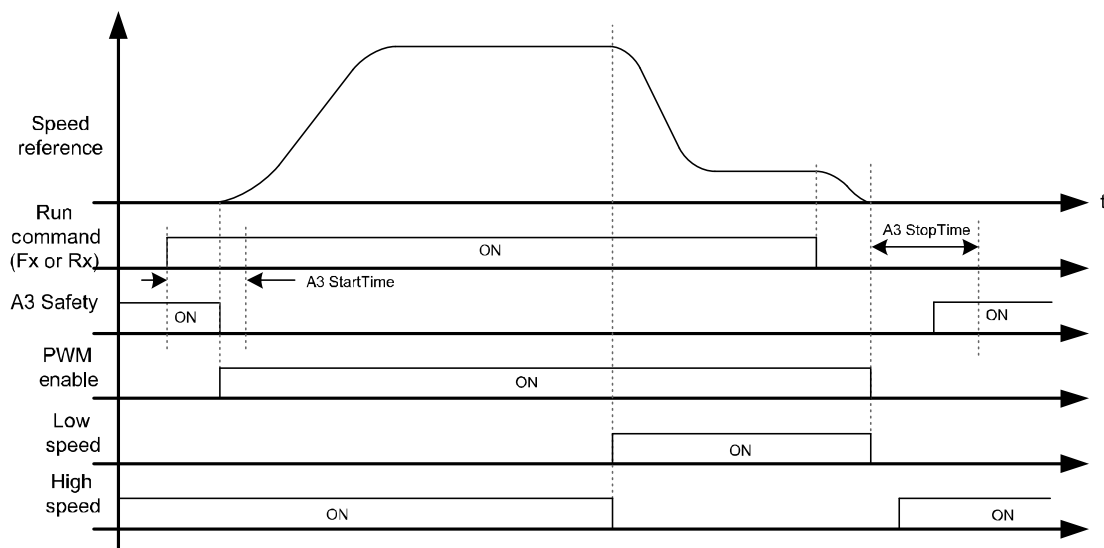 Speed
reference
t
Run
command
(Fx or Rx)
ON
A3 StopTime
A3 StartTime
A3 Safety
ON
ON
PWM
enable
ON
Low
speed
ON
High
speed
ON
ON